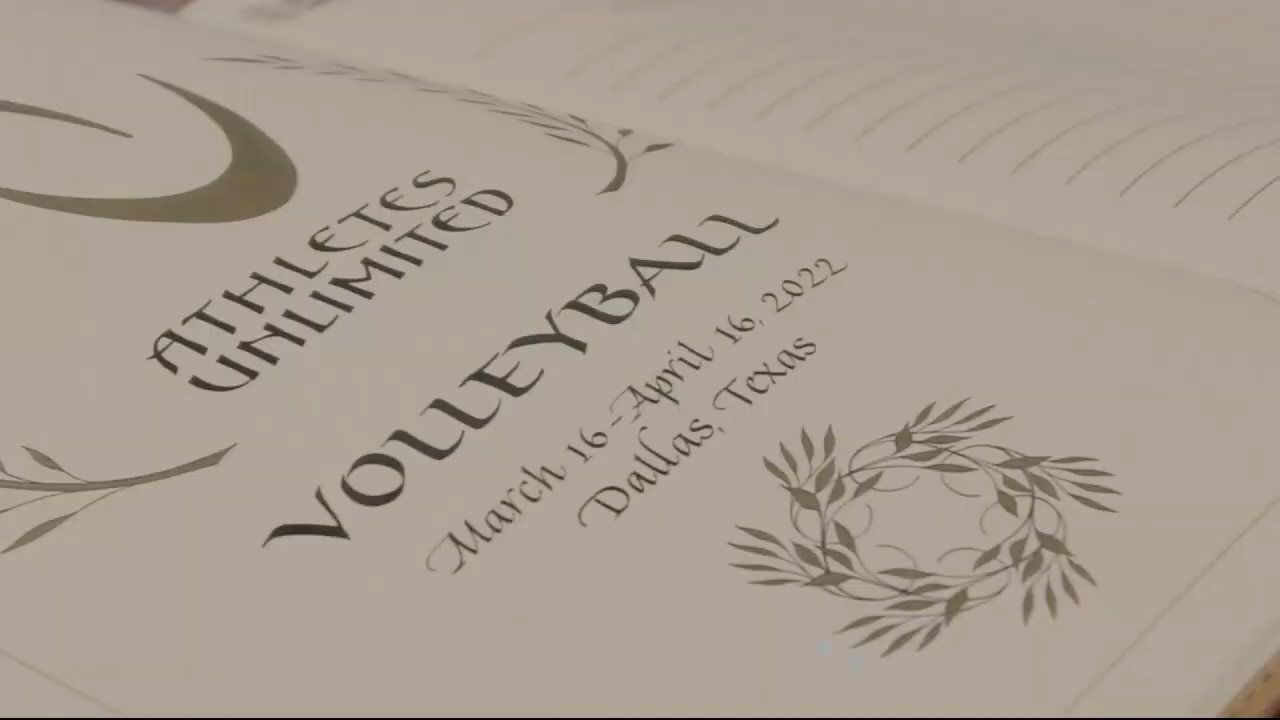 ATHLETES
UNLIMITED
VOLLEYBALL
March 16--April 16, 2022
Dallas, Texas